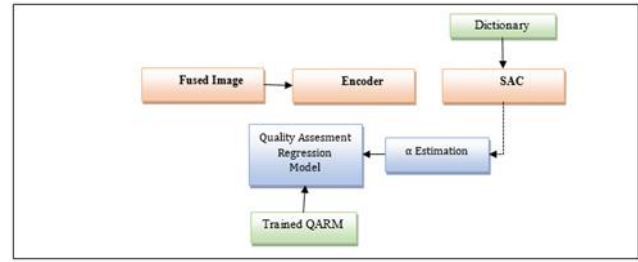 Dictionary
Fused Image
Encoder
SAC
Quality Assesment
Regression
Model
α Estimation
Trained QARM